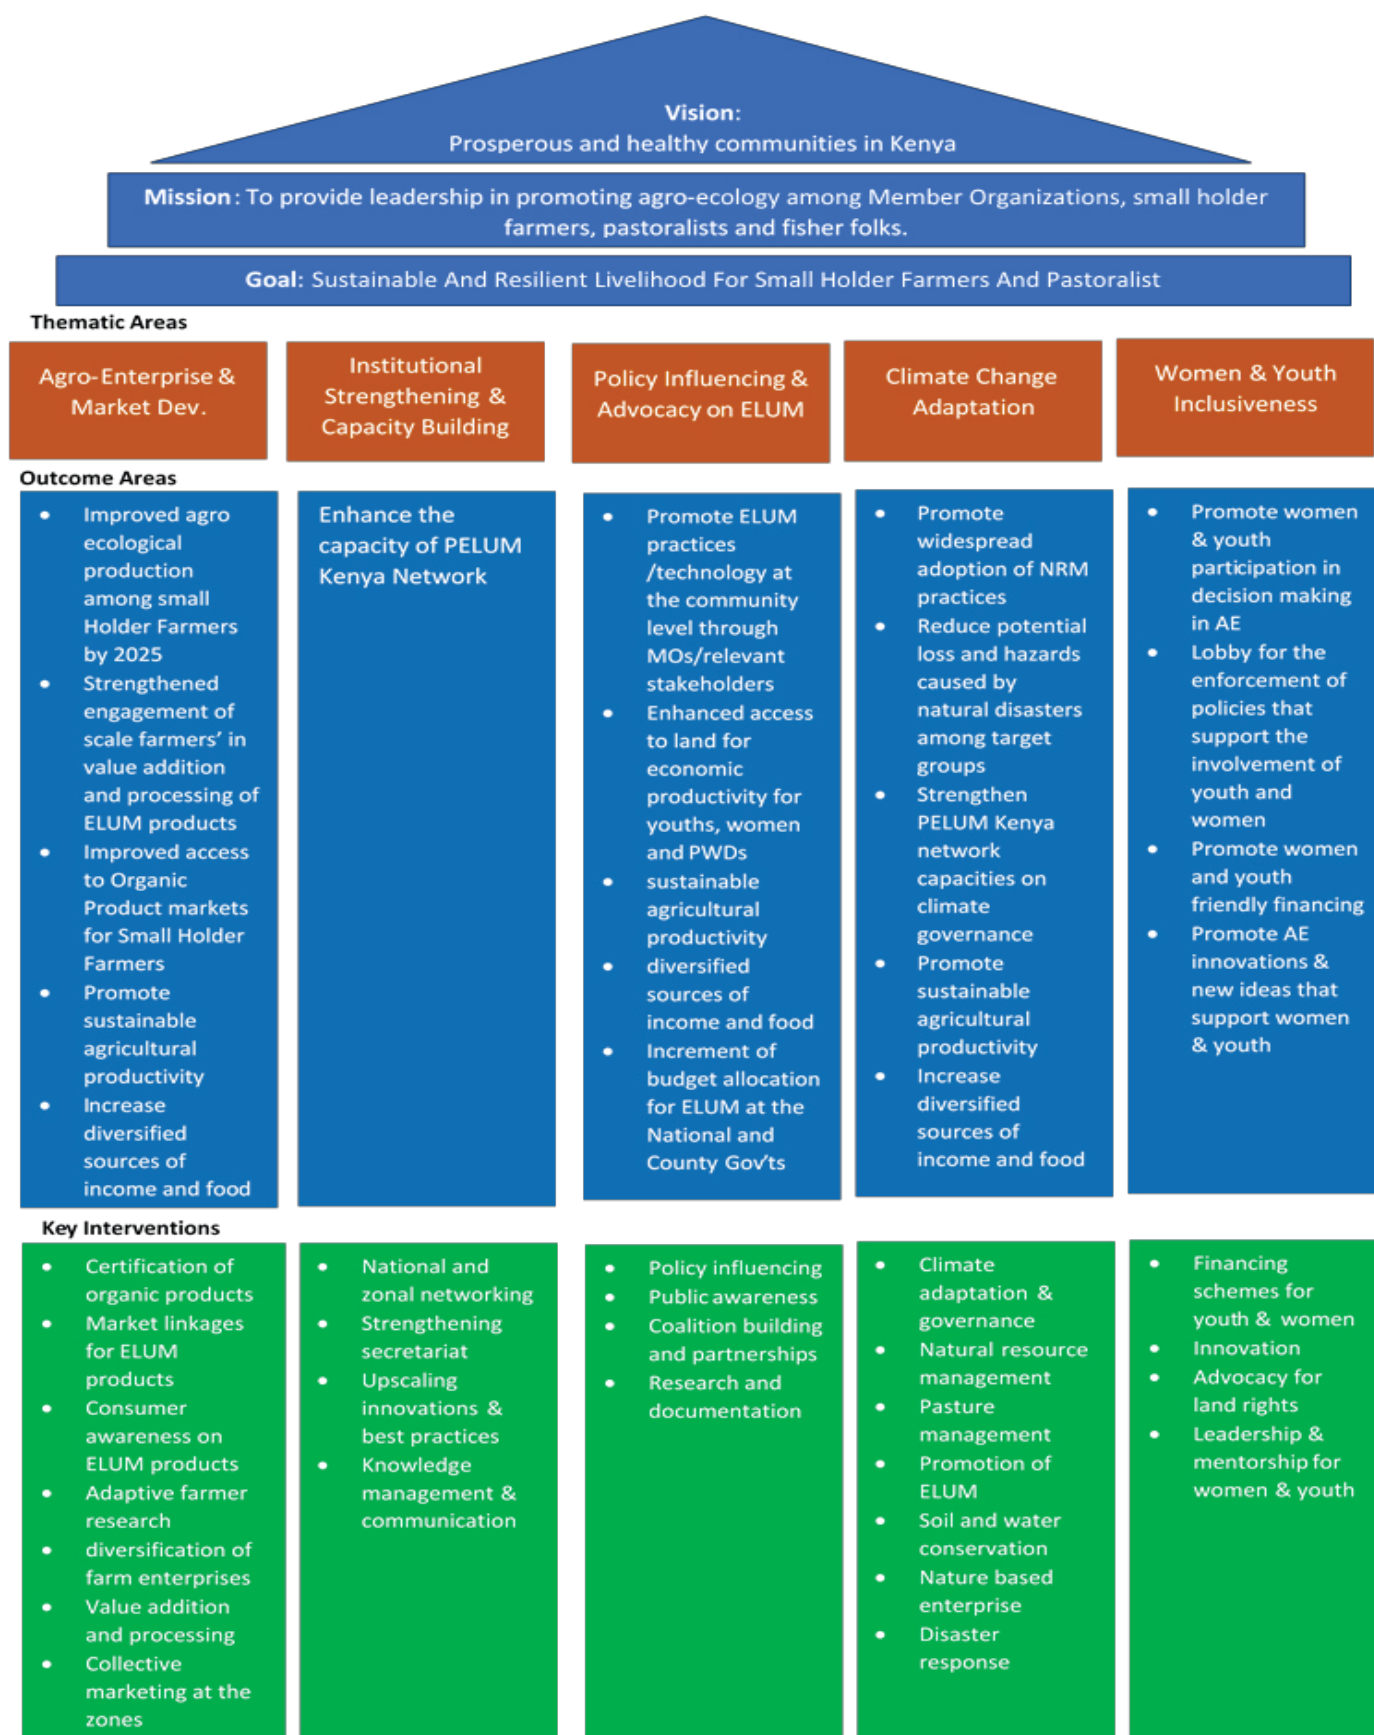 Vision:
Prosperous and healthy communities in Kenya
Mission: To provide leadership in promoting agro-ecology among Member Organizations, small holder
farmers, pastoralists and fisher folks.
Goal: Sustainable And Resilient Livelihood For Small Holder Farmers And Pastoralist
Thematic Areas
Agro-Enterprise &
Market Dev.
Institutional
Strengthening &
Capacity Building
Policy Influencing &
Advocacy on ELUM
Climate Change
Adaptation
Women & Youth
Inclusiveness
Outcome Areas
• Improved agro
ecological
production
among small
Holder Farmers
by 2025
• Strengthened
engagement of
scale farmers’ in
value addition
and processing of
ELUM products
• Improved access
to Organic
Product markets
for Small Holder
Farmers
• Promote
sustainable
agricultural
productivity
• Increase
diversified
sources of
income and food
Enhance the
capacity of PELUM
Kenya Network
• Promote ELUM
practices
/technology at
the community
level through
MOs/relevant
stakeholders
• Enhanced access
to land for
economic
productivity for
youths, women
and PWDs
• sustainable
agricultural
productivity
• diversified
sources of
income and food
• Increment of
budget allocation
for ELUM at the
National and
County Gov’ts
• Promote
widespread
adoption of NRM
practices
• Reduce potential
loss and hazards
caused by
natural disasters
among target
groups
• Strengthen
PELUM Kenya
network
capacities on
climate
governance
• Promote
sustainable
agricultural
productivity
• Increase
diversified
sources of
income and food
• Promote women
& youth
participation in
decision making
in AE
• Lobby for the
enforcement of
policies that
support the
involvement of
youth and
women
• Promote women
and youth
friendly financing
• Promote AE
innovations &
new ideas that
support women
& youth
Key Interventions
• Certification of
organic products
• Market linkages
for ELUM
products
• Consumer
awareness on
ELUM products
• Adaptive farmer
research
• diversification of
farm enterprises
• Value addition
and processing
• Collective
marketing at the
zones
• National and
zonal networking
• Strengthening
secretariat
• Upscaling
innovations &
best practices
• Knowledge
management &
communication
• Policy influencing
• Public awareness
• Coalition building
and partnerships
• Research and
documentation
• Climate
adaptation &
governance
• Natural resource
management
• Pasture
management
• Promotion of
ELUM
• Soil and water
conservation
• Nature based
enterprise
• Disaster
response
• Financing
schemes for
youth & women
• Innovation
• Advocacy for
land rights
• Leadership &
mentorship for
women & youth